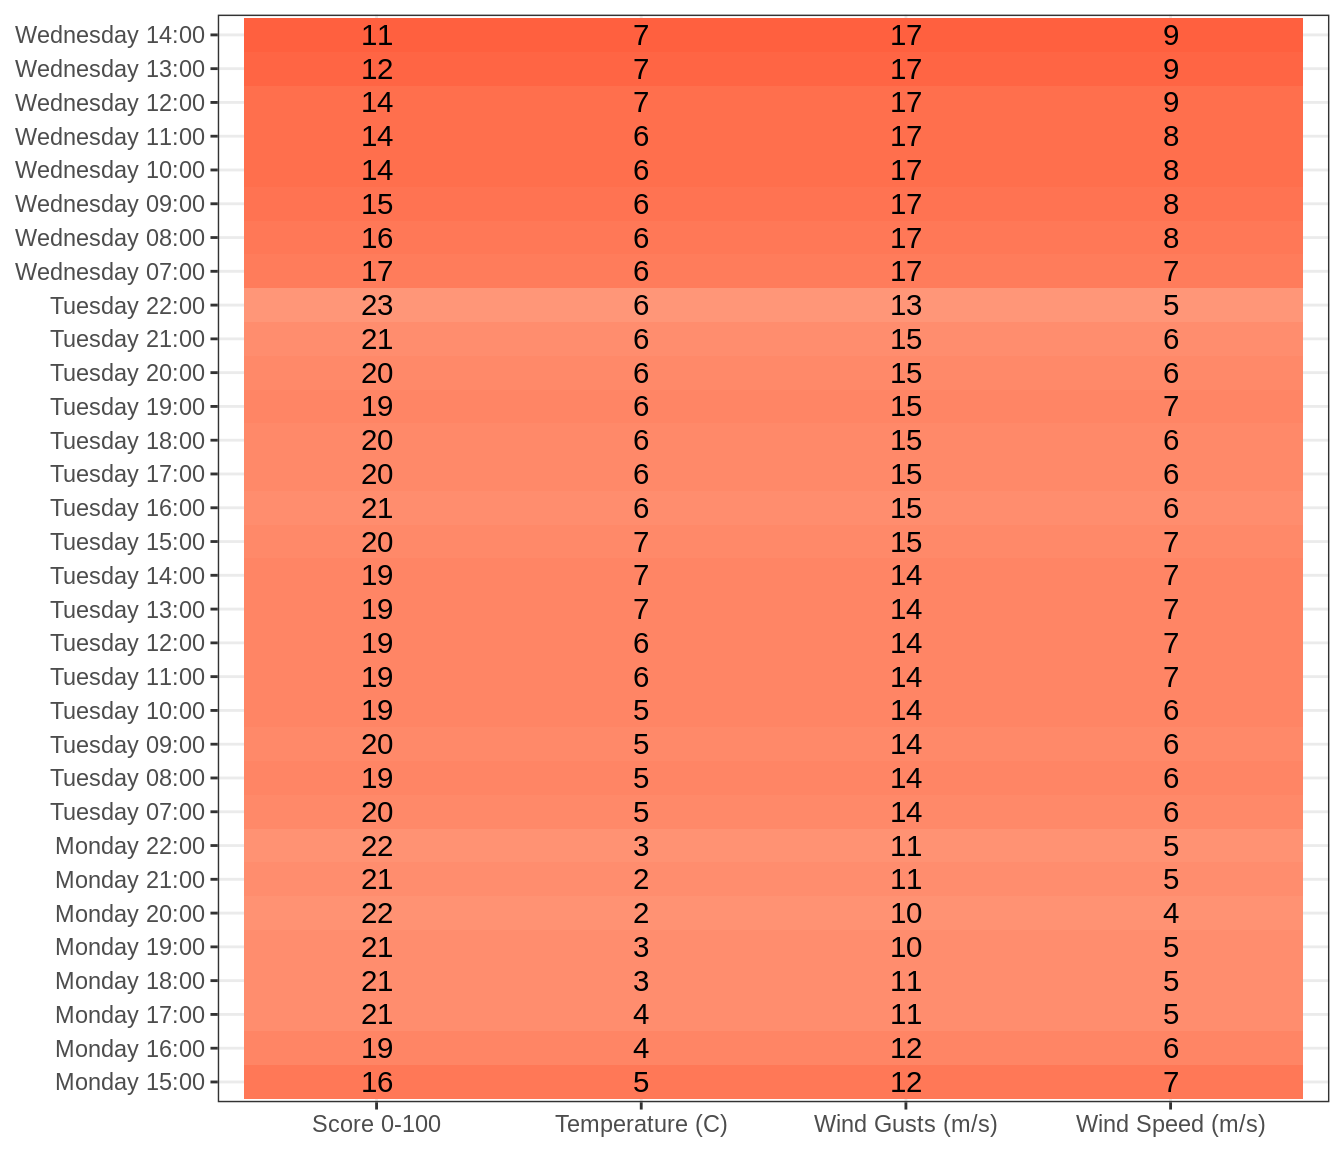 Wednesday 14:00 11 7 17 9
Wednesday 13:00 12 7 17 9
Wednesday 12:00 14 7 17 9
Wednesday 11:00 14 6 17 8
Wednesday 10:00 14 6 17 8
Wednesday 09:00 15 6 17 8
Wednesday 08:00 16 6 17 8
Wednesday 07:00 17 6 17 7
Tuesday 22:00 23 6 13 5
Tuesday 21:00 21 6 15 6
Tuesday 20:00 20 6 15 6
Tuesday 19:00 19 6 15 7
Tuesday 18:00 20 6 15 6
Tuesday 17:00 20 6 15 6
Tuesday 16:00 21 6 15 6
Tuesday 15:00 20 7 15 7
Tuesday 14:00 19 7 14 7
Tuesday 13:00 19 7 14 7
Tuesday 12:00 19 6 14 7
Tuesday 11:00 19 6 14 7
Tuesday 10:00 19 5 14 6
Tuesday 09:00 20 5 14 6
Tuesday 08:00 19 5 14 6
Tuesday 07:00 20 5 14 6
Monday 22:00 22 3 11 5
Monday 21:00 21 2 11 5
Monday 20:00 22 2 10 4
Monday 19:00 21 3 10 5
Monday 18:00 21 3 11 5
Monday 17:00 21 4 11 5
Monday 16:00 19 4 12 6
Monday 15:00 16 5 12 7
Score 0-100 Temperature (C) Wind Gusts (m/s) Wind Speed (m/s)